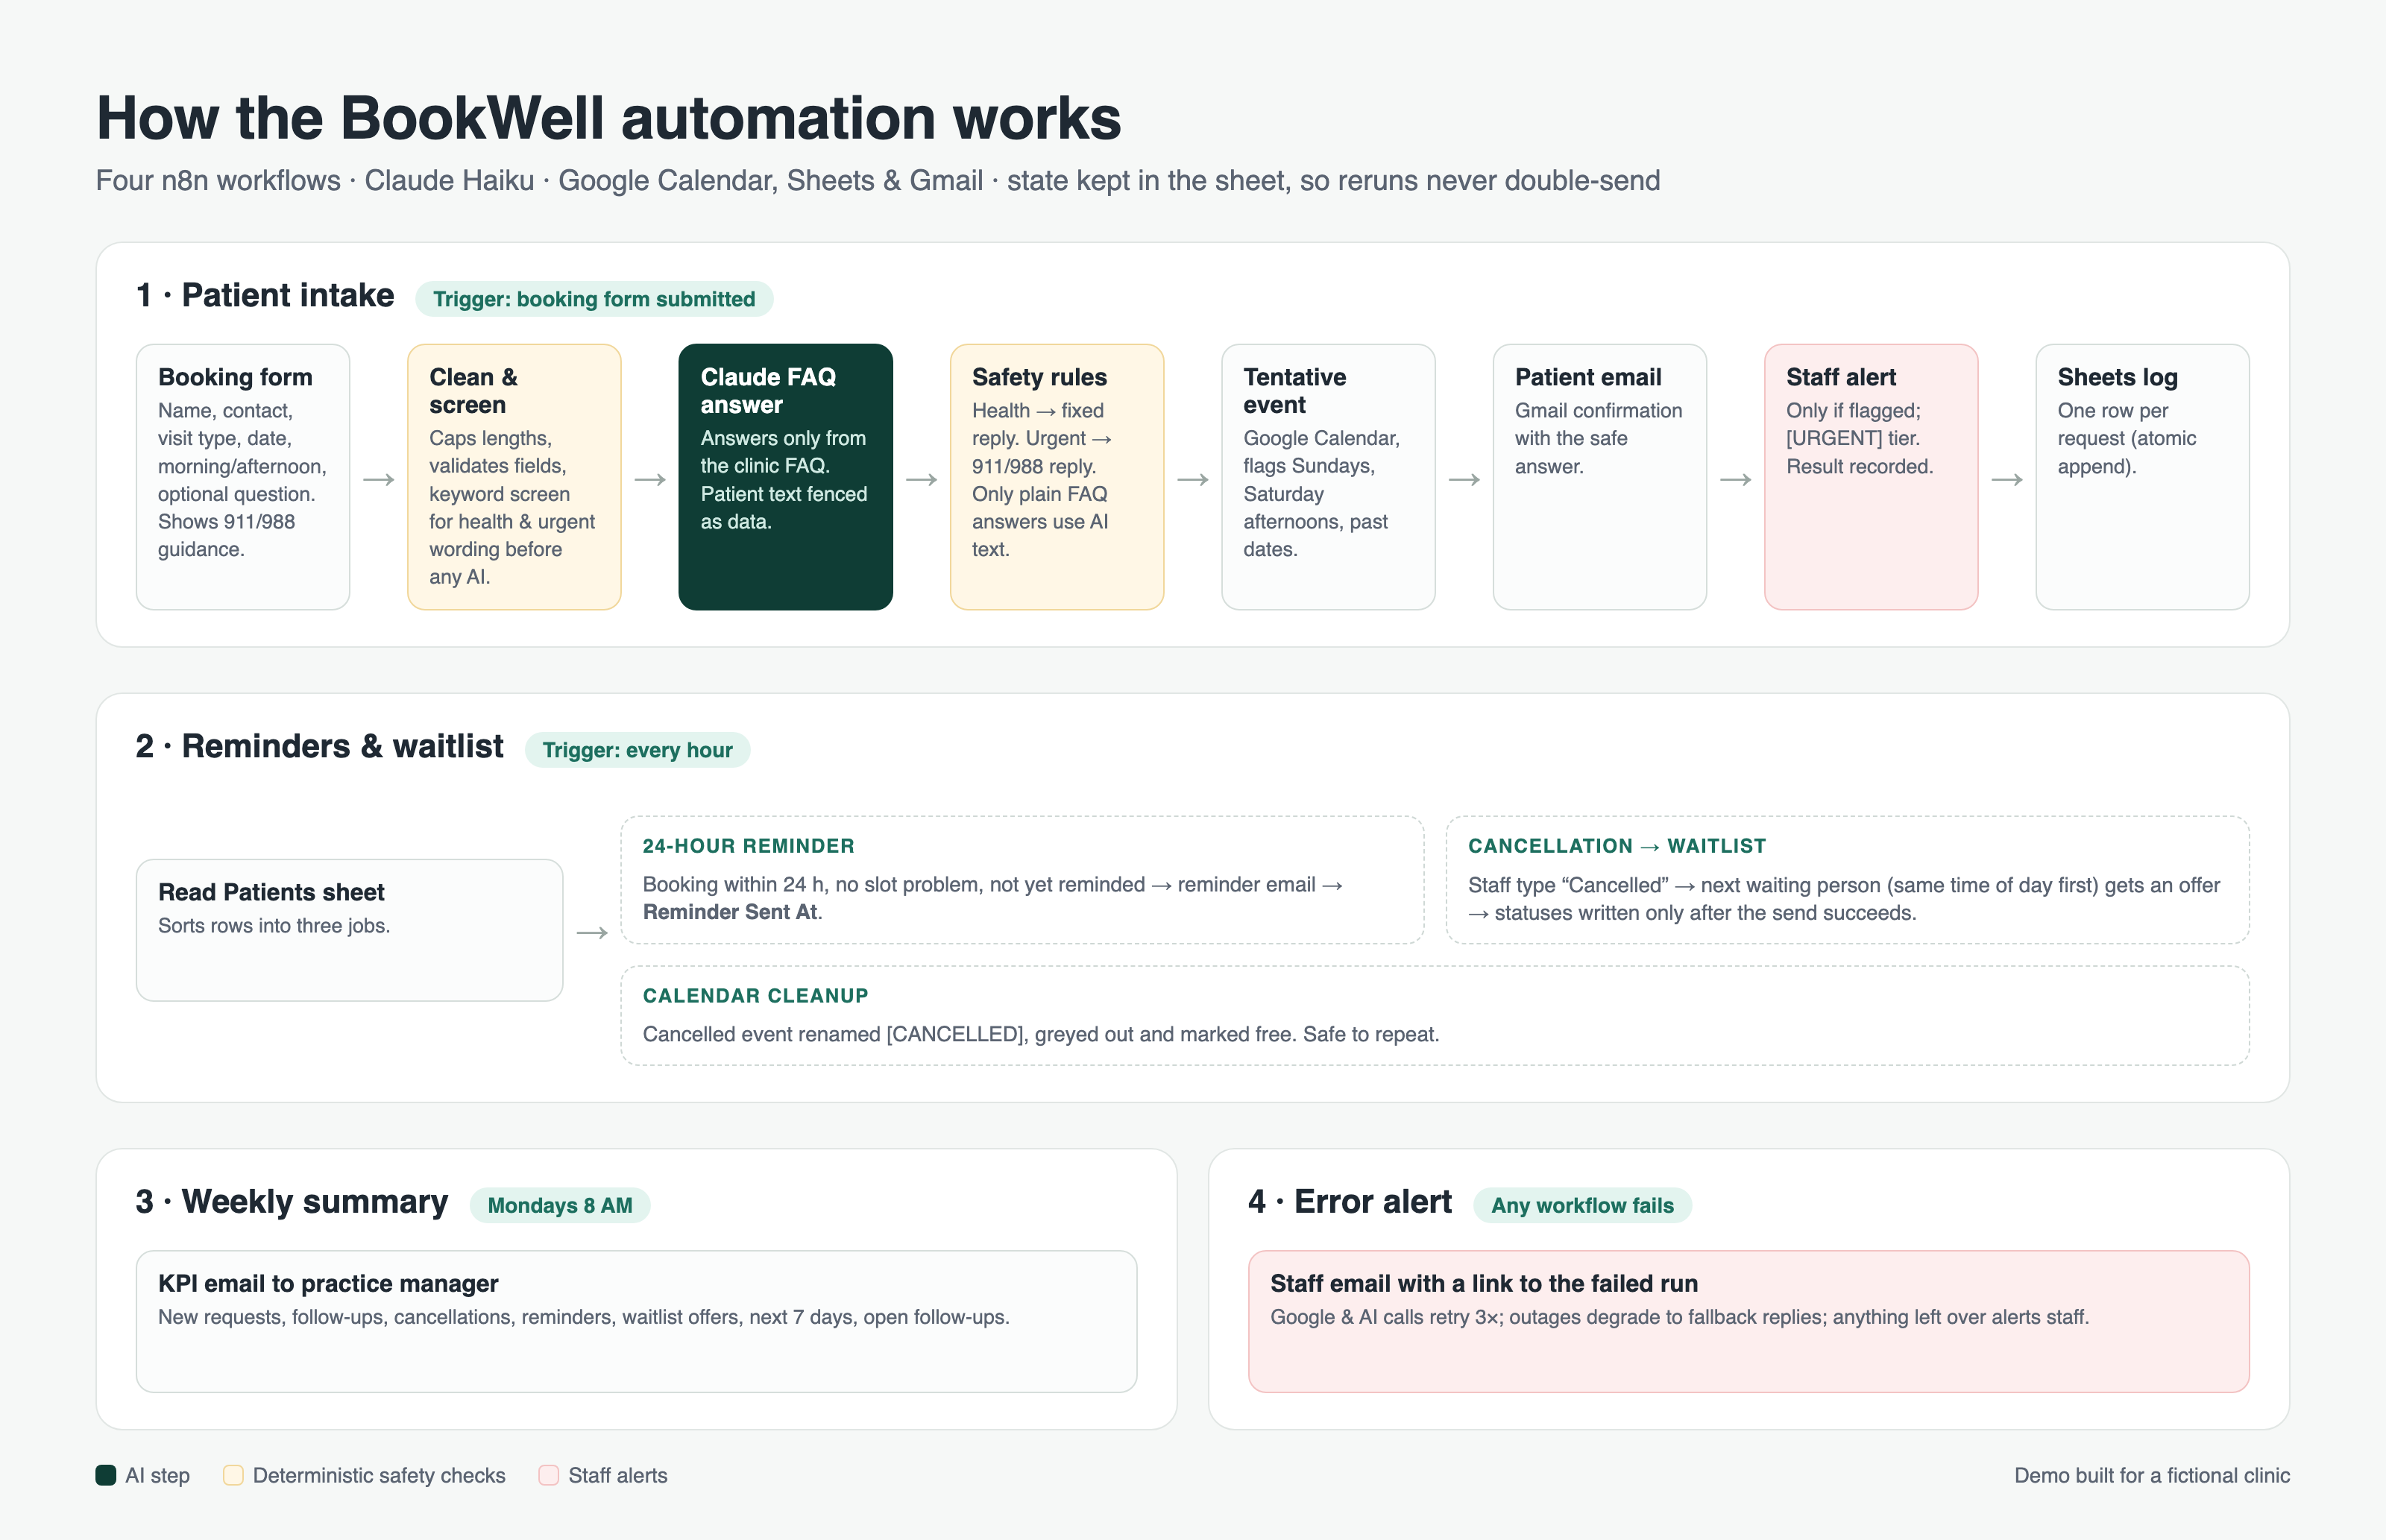 How the BookWell automation works
Four n8n workflows · Claude Haiku · Google Calendar, Sheets & Gmail · state kept in the sheet, so reruns never double-send
1 · Patient intake
Trigger: booking form submitted
Booking form
Name, contact,
visit type, date,
morning/afternoon,
optional question.
Shows 911/988
guidance.
→
Clean &
screen
Caps lengths,
validates fields,
keyword screen
for health & urgent
wording before
any AI.
→
Claude FAQ
answer
Answers only from
the clinic FAQ.
Patient text fenced
as data.
→
Safety rules
Health → fixed
reply. Urgent →
911/988 reply.
Only plain FAQ
answers use AI
text.
→
Tentative
event
Google Calendar,
flags Sundays,
Saturday
afternoons, past
dates.
→
Patient email
Gmail confirmation
with the safe
answer.
→
Staff alert
Only if flagged;
[URGENT] tier.
Result recorded.
→
Sheets log
One row per
request (atomic
append).
2 · Reminders & waitlist
Trigger: every hour
Read Patients sheet
Sorts rows into three jobs.
→
24-HOUR REMINDER
Booking within 24 h, no slot problem, not yet reminded → reminder email →
Reminder Sent At.
CANCELLATION → WAITLIST
Staff type “Cancelled” → next waiting person (same time of day first) gets an offer
→ statuses written only after the send succeeds.
CALENDAR CLEANUP
Cancelled event renamed [CANCELLED], greyed out and marked free. Safe to repeat.
3 · Weekly summary
Mondays 8 AM
KPI email to practice manager
New requests, follow-ups, cancellations, reminders, waitlist offers, next 7 days, open follow-ups.
4 · Error alert
Any workflow fails
Staff email with a link to the failed run
Google & AI calls retry 3×; outages degrade to fallback replies; anything left over alerts staff.
AI step
Deterministic safety checks
Staff alerts
Demo built for a fictional clinic